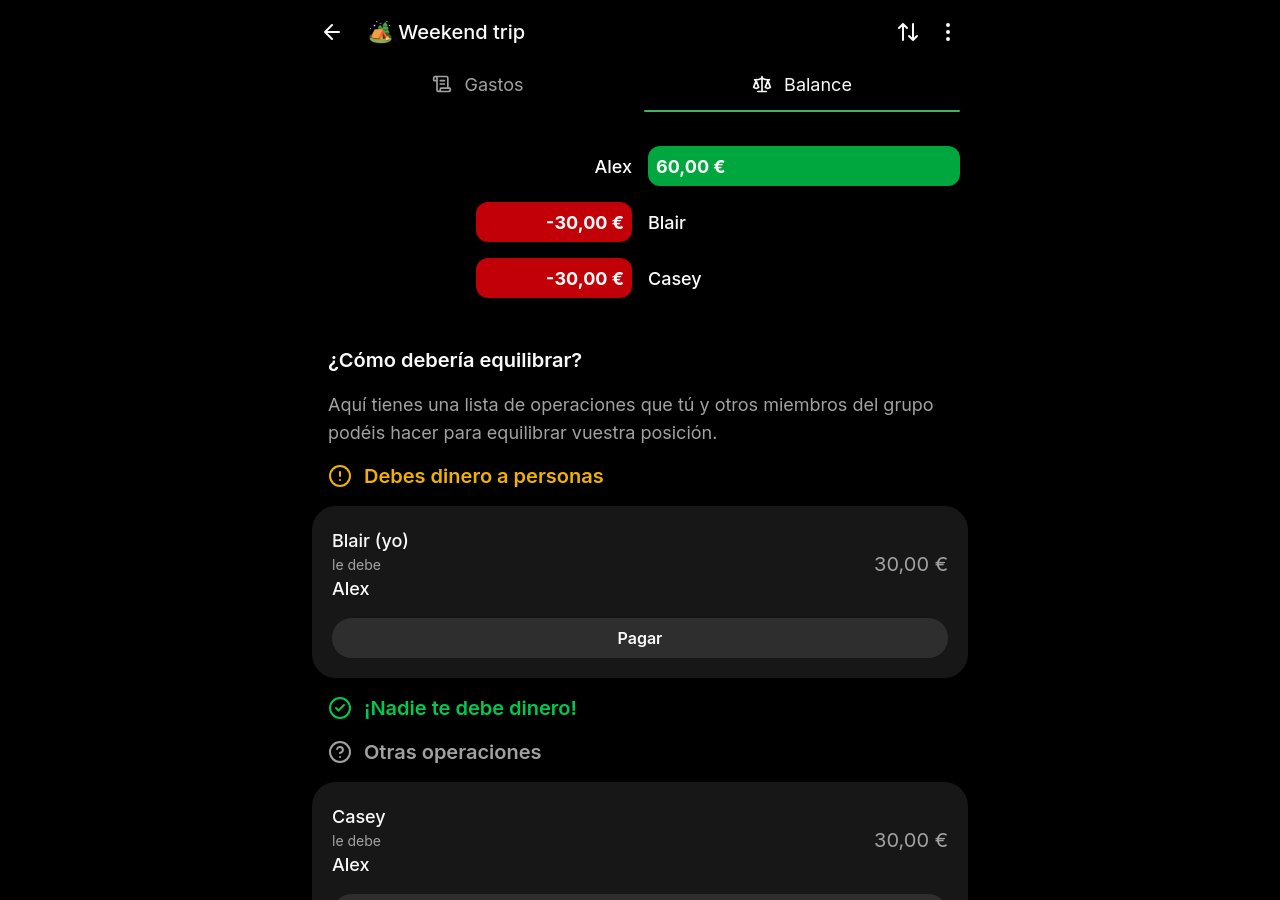 Weekend trip
Gastos
Balance
Alex
60,00 €
-30,00 €
Blair
-30,00 €
Casey
¿Cómo debería equilibrar?
Aquí tienes una lista de operaciones que tú y otros miembros del grupo
podéis hacer para equilibrar vuestra posición.
Debes dinero a personas
Blair (yo)
le debe
Alex
30,00 €
Pagar
¡Nadie te debe dinero!
Otras operaciones
Casey
le debe
Alex
30,00 €